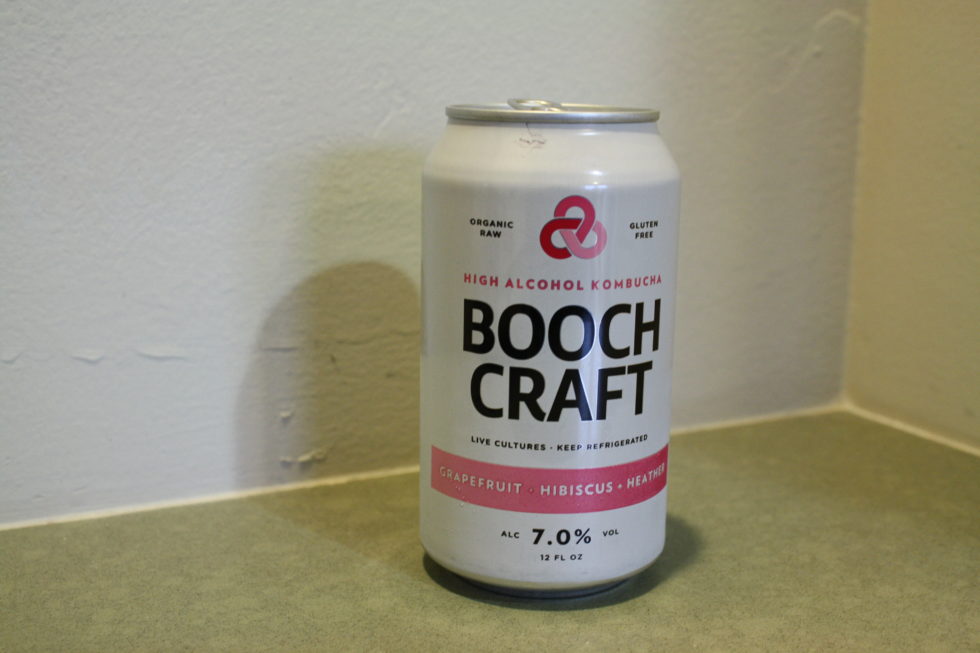 ORGANIC
RAW
GLUTEN
FREE
HIGH ALCOHOL KOMBUCHA
BOOCH
CRAFT
LIVE CULTURES · KEEP REFRIGERATED
GRAPEFRUIT · HIBISCUS · HEATHER
ALC 7.0% VOL
12 FL OZ